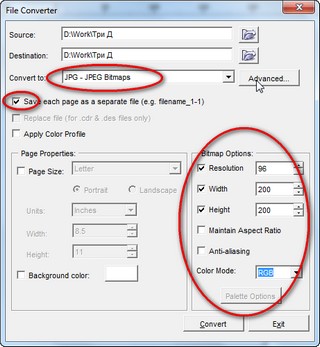 File Converter
Source: D:\Work\Три Д
Destination: D:\Work\Три Д
Convert to: JPG - JPEG Bitmaps Advanced...
Save each page as a separate file (e.g. filename_1-1)
Replace file (for .cdr & .des files only)
Apply Color Profile
Page Properties:
Page Size: Letter
Portrait Landscape
Units: Inches
Width: 8,5
Height: 11
Background color:
Bitmap Options:
Resolution 96
Width 200
Height 200
Maintain Aspect Ratio
Anti-aliasing
Color Mode: RGB
Palette Options
Convert Exit